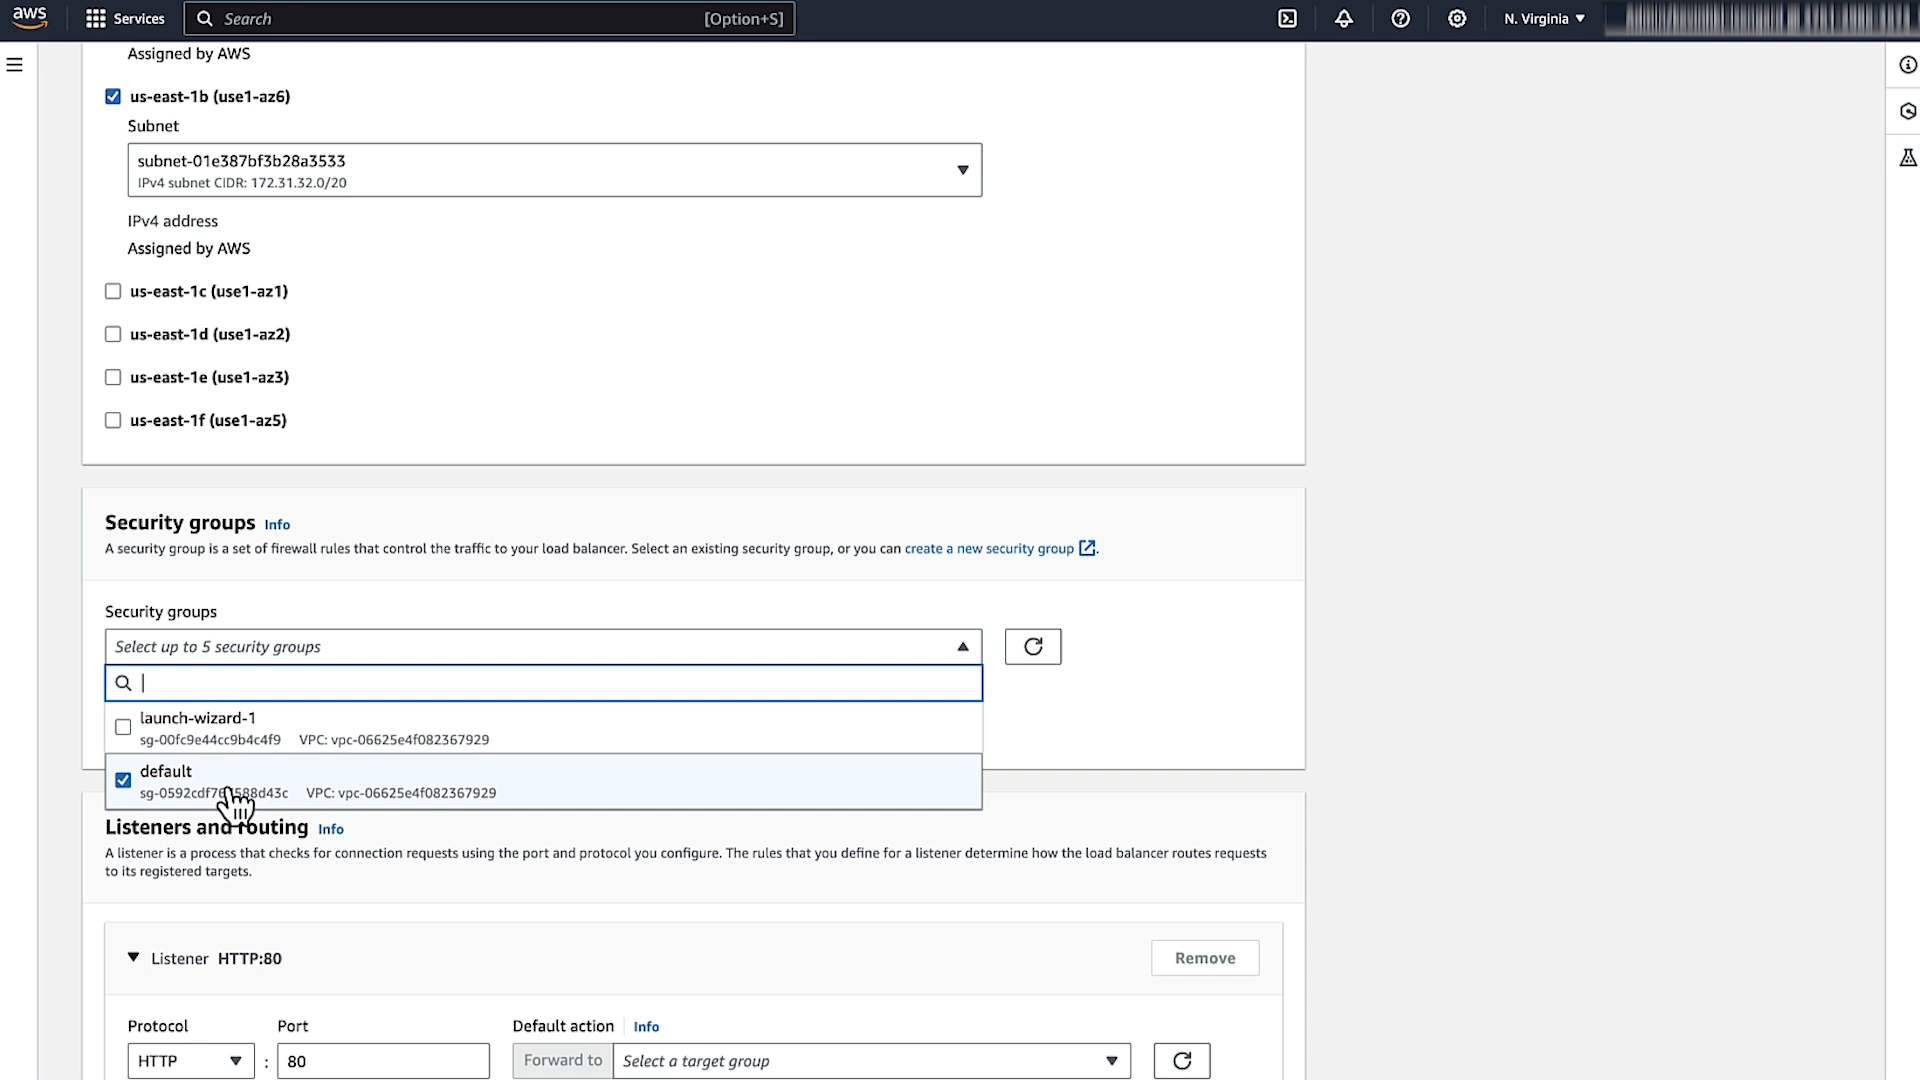 aws
Services
Search
[Option+S]
N. Virginia
Assigned by AWS
us-east-1b (use1-az6)
Subnet
subnet-01e387bf3b28a3533
IPv4 subnet CIDR: 172.31.32.0/20
IPv4 address
Assigned by AWS
us-east-1c (use1-az1)
us-east-1d (use1-az2)
us-east-1e (use1-az3)
us-east-1f (use1-az5)
Security groups Info
A security group is a set of firewall rules that control the traffic to your load balancer. Select an existing security group, or you can create a new security group.
Security groups
Select up to 5 security groups
launch-wizard-1
sg-00fc9e44cc9b4c4f9 VPC: vpc-06625e4f082367929
default
VPC: vpc-06625e4f082367929
Listeners and routing Info
A listener is a process that checks for connection requests using the port and protocol you configure. The rules that you define for a listener determine how the load balancer routes requests
to its registered targets.
Listener HTTP:80
Remove
Protocol Port Default action Info
HTTP : 80 Forward to Select a target group